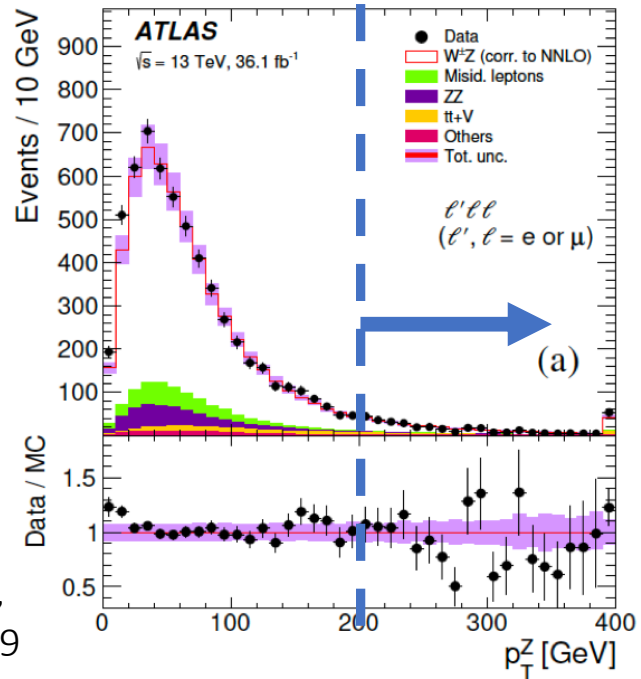 ATLAS
√s = 13 TeV, 36.1 fb⁻¹
Data
W±Z (corr. to NNLO)
Misid. leptons
ZZ
tt+V
Others
Tot. unc.
ℓ′ℓℓ
(ℓ′, ℓ = e or μ)
(a)
Events / 10 GeV
900
800
700
600
500
400
300
200
100
Data / MC
1.5
1
0.5
0 100 200 300 400
p_T^Z [GeV]
,
9